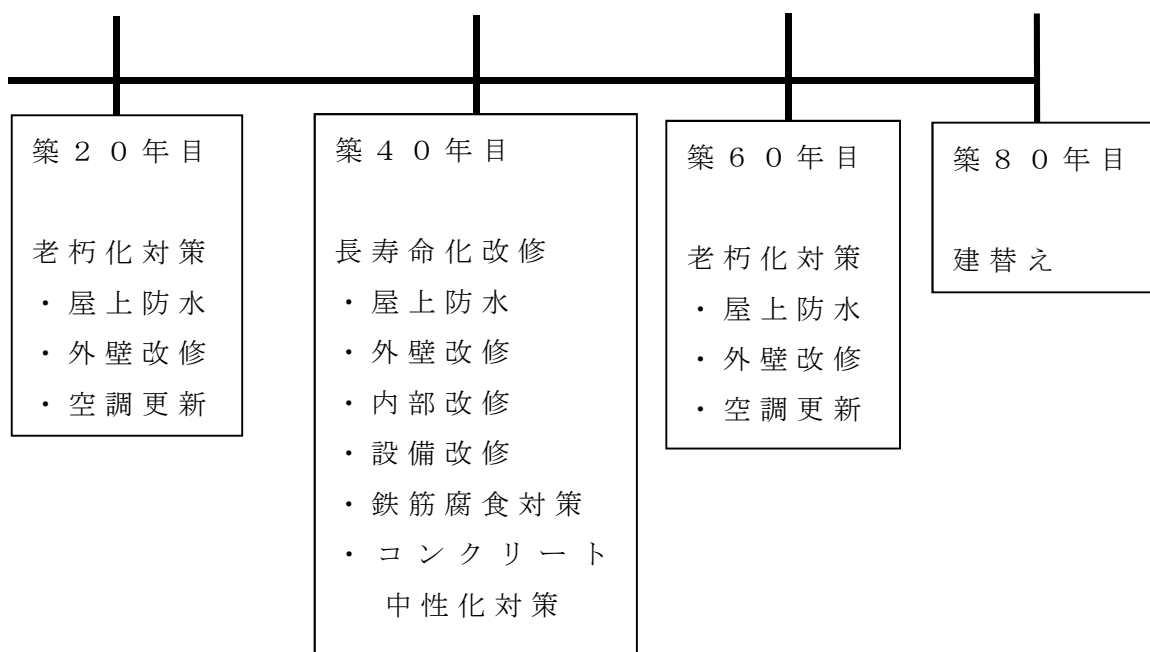 築２０年目
老朽化対策
・屋上防水
・外壁改修
・空調更新
築４０年目
長寿命化改修
・屋上防水
・外壁改修
・内部改修
・設備改修
・鉄筋腐食対策
・コンクリート
中性化対策
築６０年目
老朽化対策
・屋上防水
・外壁改修
・空調更新
築８０年目
建替え